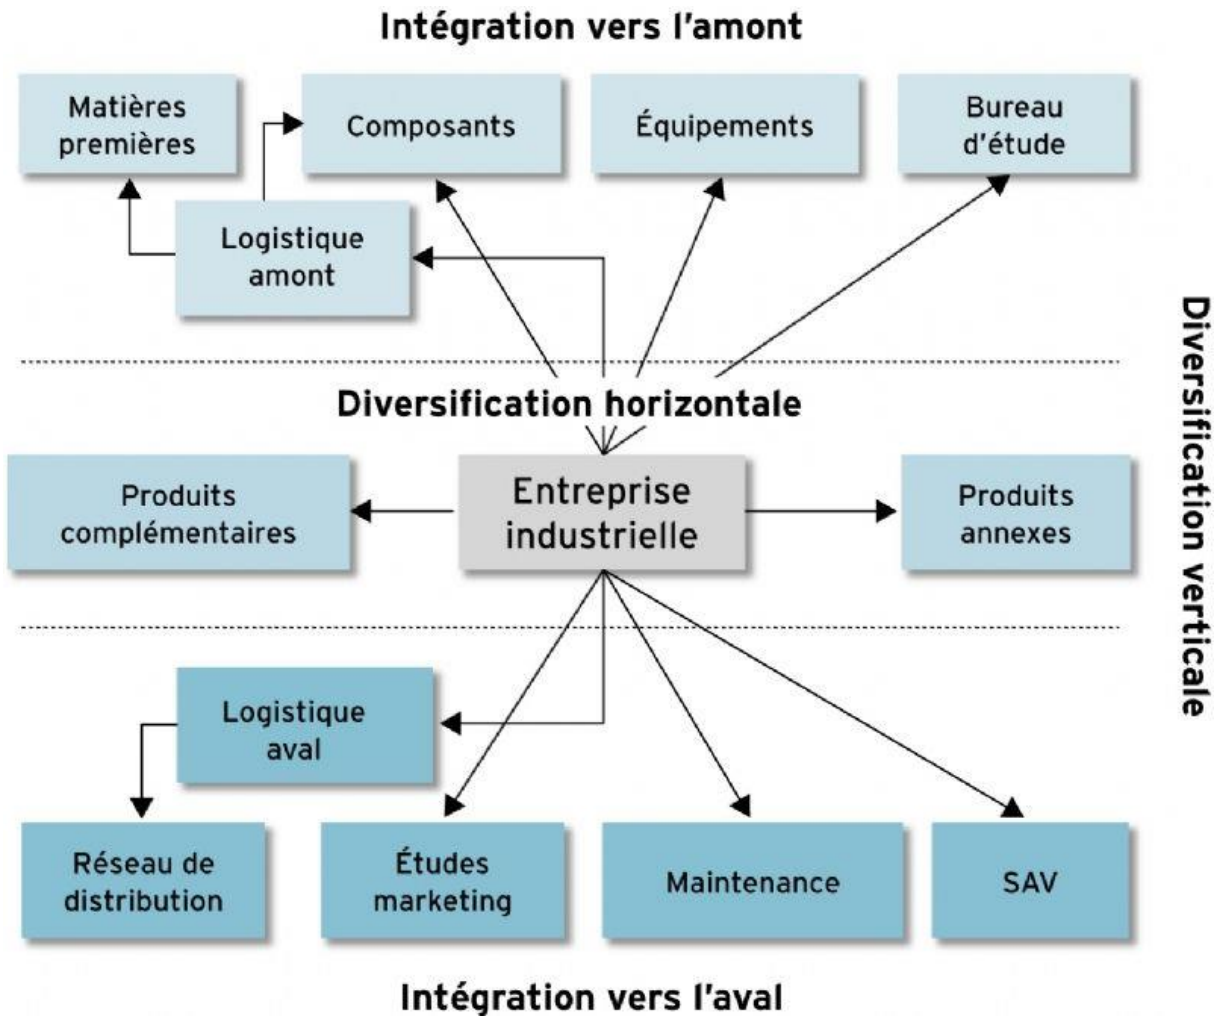 Intégration vers l'amont
Matières
premières
Composants
Équipements
Bureau
d'étude
Logistique
amont
Diversification horizontale
Produits
complémentaires
Entreprise
industrielle
Produits
annexes
Diversification verticale
Logistique
aval
Réseau de
distribution
Études
marketing
Maintenance
SAV
Intégration vers l'aval